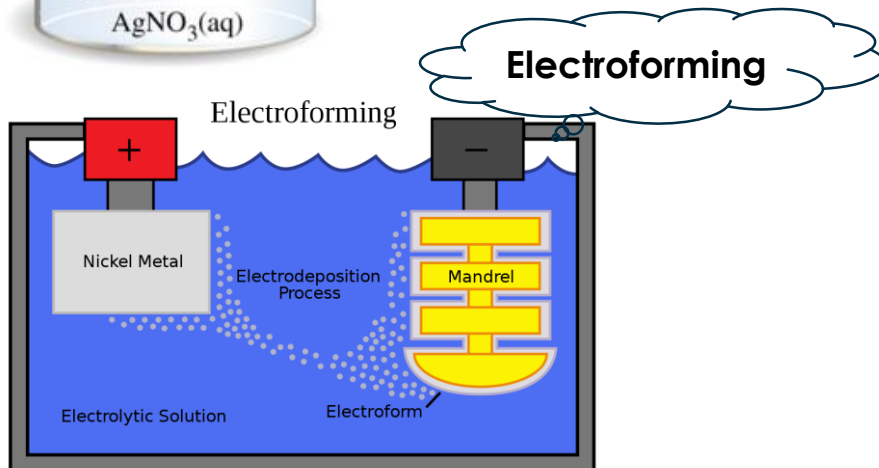 AgNO₃(aq)
Electroforming
Electroforming
+
−
Nickel Metal
Electrodeposition
Process
Mandrel
Electrolytic Solution
Electroform